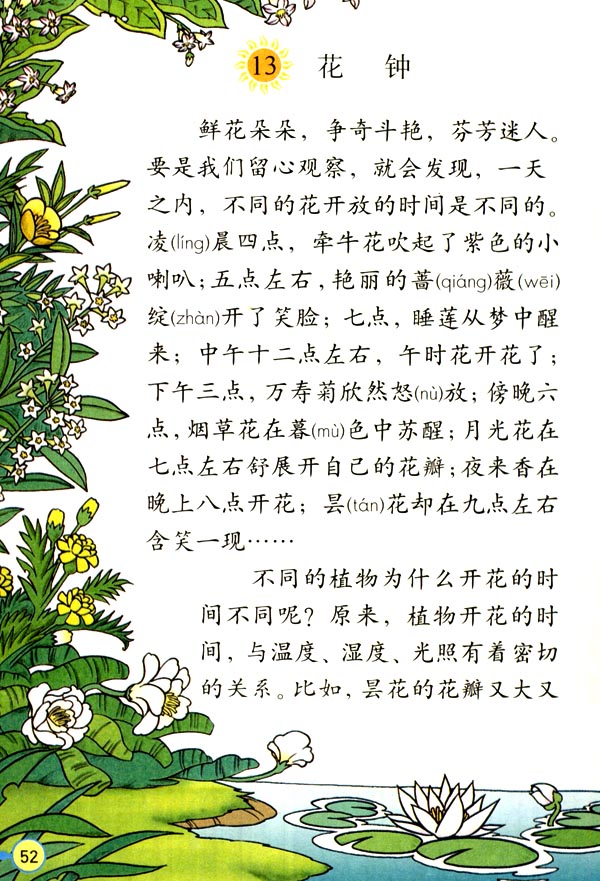 13 花 钟
鲜花朵朵，争奇斗艳，芬芳迷人。
要是我们留心观察，就会发现，一天
之内，不同的花开放的时间是不同的。
凌(líng)晨四点，牵牛花吹起了紫色的小
喇叭；五点左右，艳丽的蔷(qiáng)薇(wēi)
绽(zhàn)开了笑脸；七点，睡莲从梦中醒
来；中午十二点左右，午时花开花了；
下午三点，万寿菊欣然怒(nù)放；傍晚六
点，烟草花在暮(mù)色中苏醒；月光花在
七点左右舒展开自己的花瓣；夜来香在
晚上八点开花；昙(tán)花却在九点左右
含笑一现……
不同的植物为什么开花的时
间不同呢？原来，植物开花的时
间，与温度、湿度、光照有着密切
的关系。比如，昙花的花瓣又大又
52